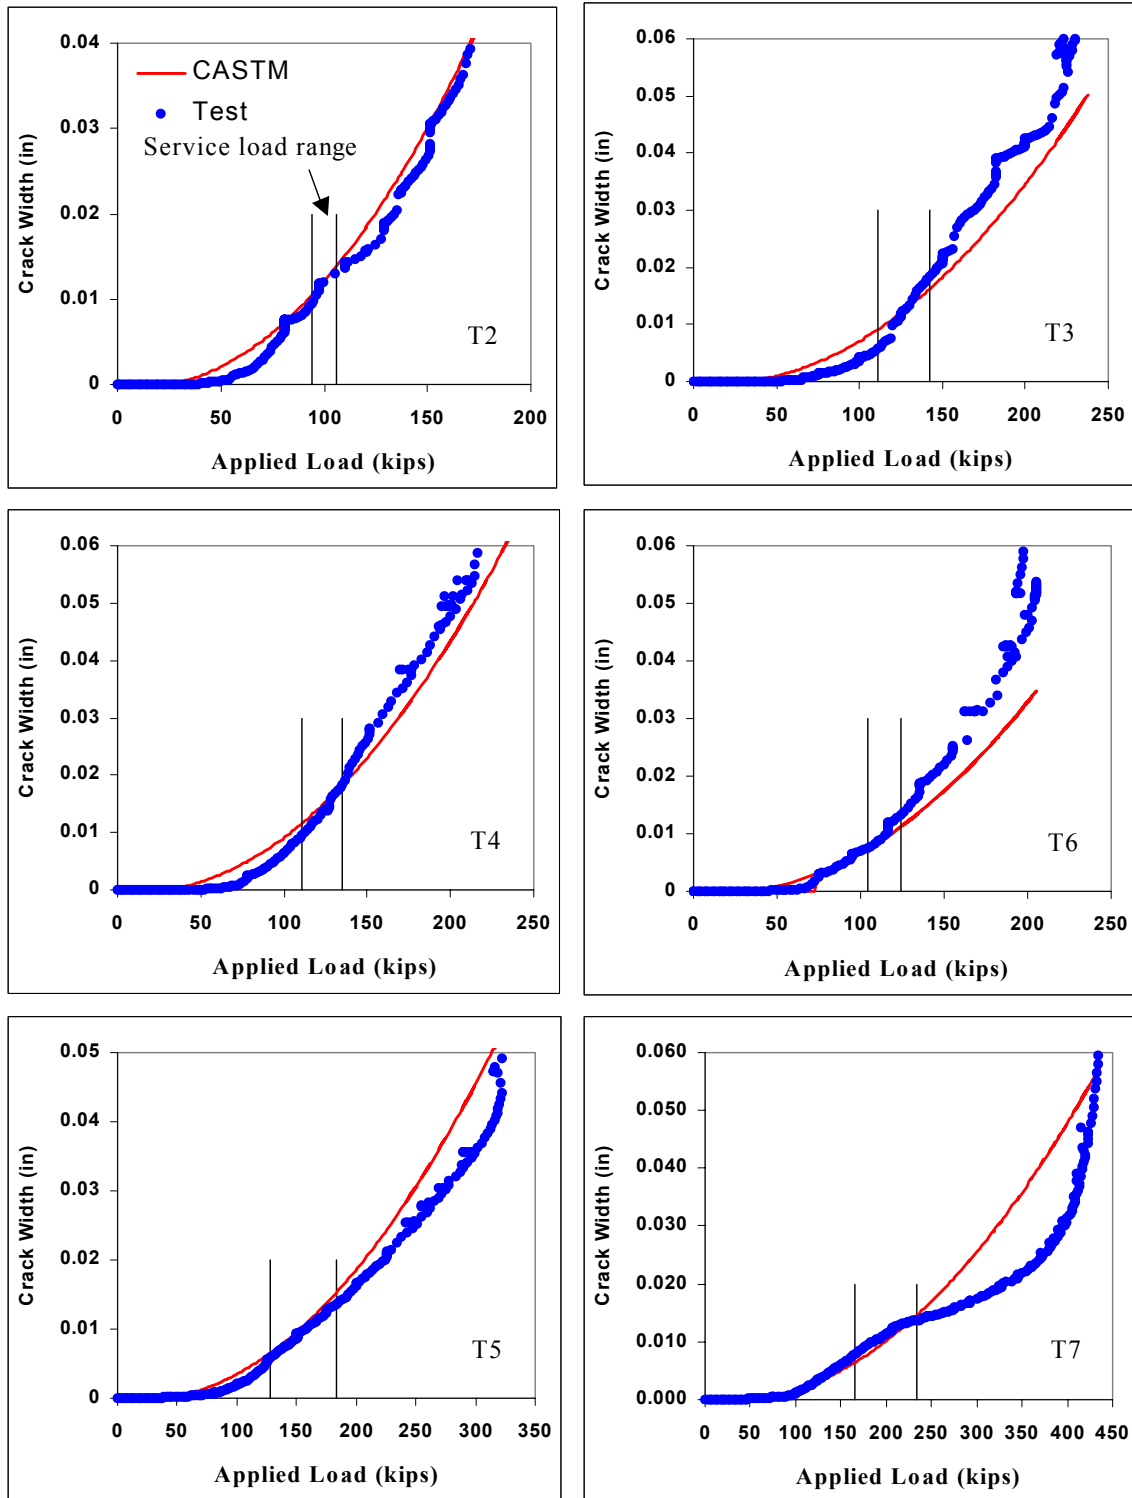 0.04
0.03
0.02
0.01
0
Crack Width (in)
CASTM
Test
Service load range
T2
0 50 100 150 200
Applied Load (kips)
0.06
0.05
0.04
0.03
0.02
0.01
0
Crack Width (in)
T3
0 50 100 150 200 250
Applied Load (kips)
0.06
0.05
0.04
0.03
0.02
0.01
0
Crack Width (in)
T4
0 50 100 150 200 250
Applied Load (kips)
0.06
0.05
0.04
0.03
0.02
0.01
0
Crack Width (in)
T6
0 50 100 150 200 250
Applied Load (kips)
0.05
0.04
0.03
0.02
0.01
0
Crack Width (in)
T5
0 50 100 150 200 250 300 350
Applied Load (kips)
0.060
0.050
0.040
0.030
0.020
0.010
0.000
Crack Width (in)
T7
0 50 100 150 200 250 300 350 400 450
Applied Load (kips)